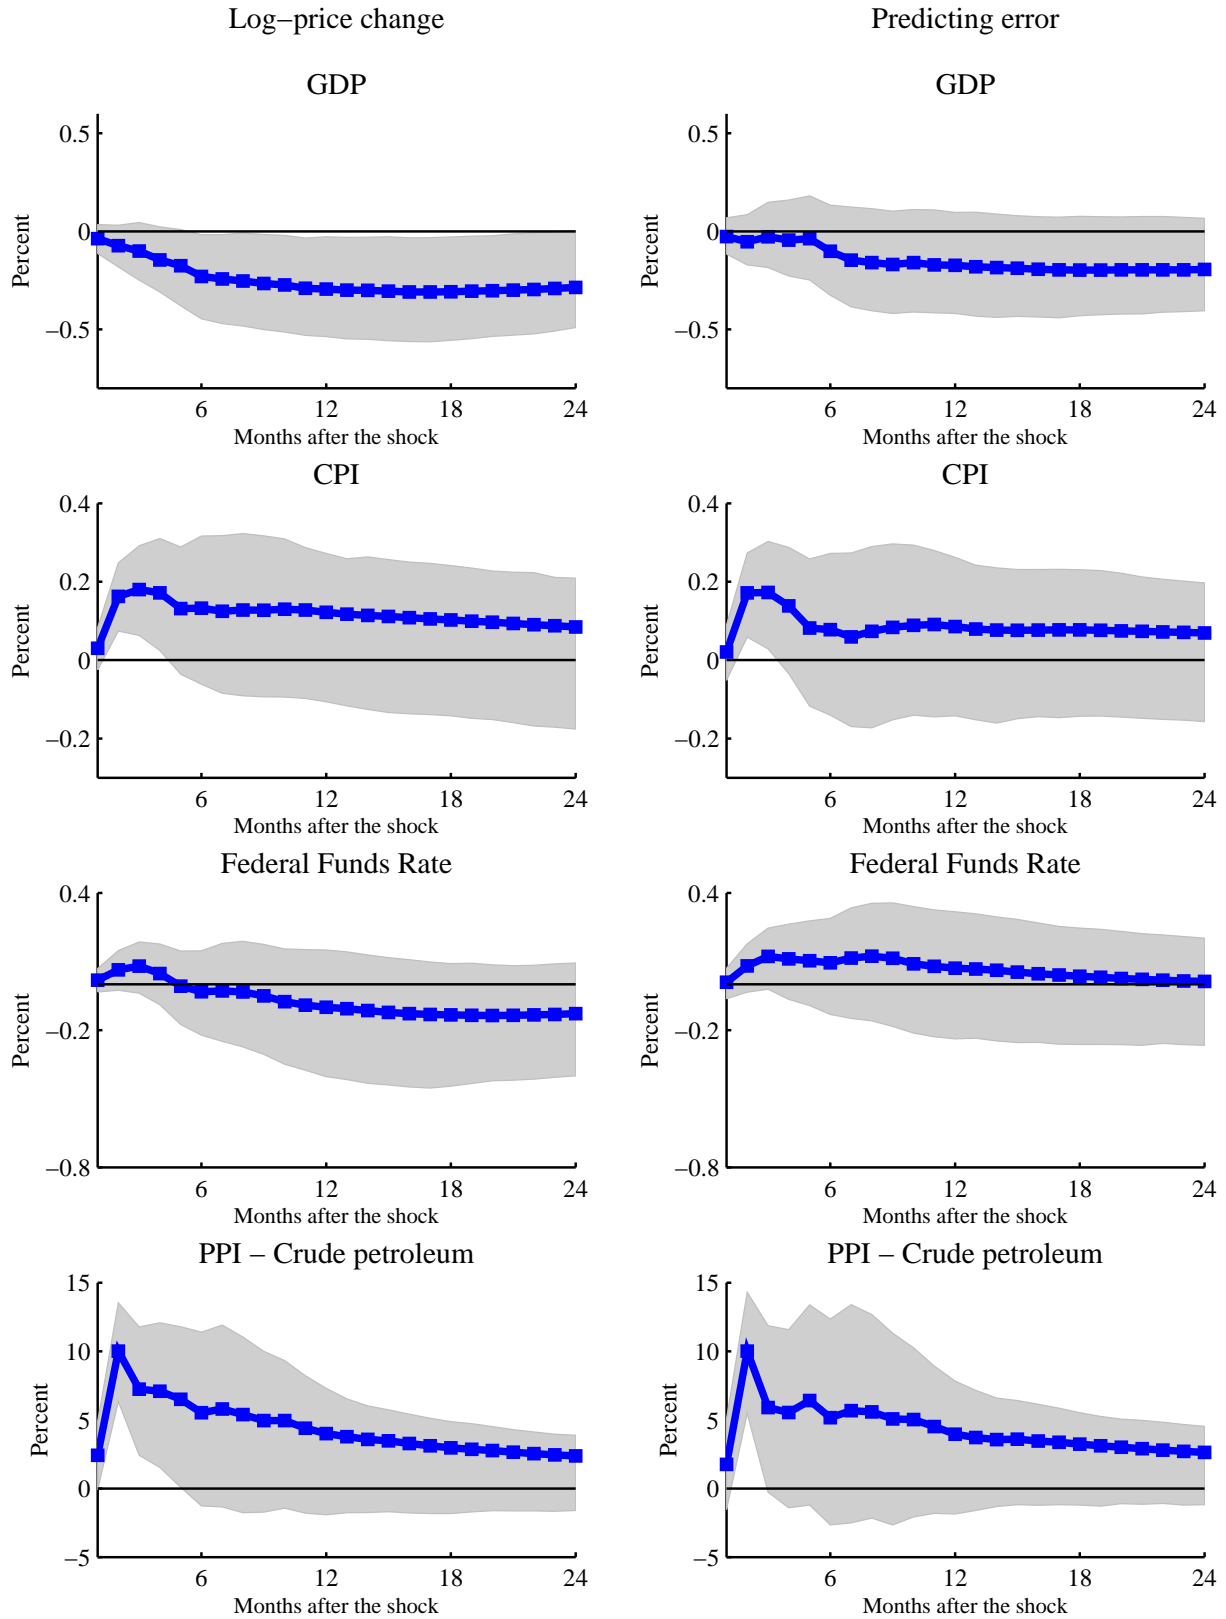 Log−price change
Predicting error
GDP
GDP
0.5
0
−0.5
Percent
6 12 18 24
Months after the shock
0.5
0
−0.5
Percent
6 12 18 24
Months after the shock
CPI
CPI
0.4
0.2
0
−0.2
Percent
6 12 18 24
Months after the shock
0.4
0.2
0
−0.2
Percent
6 12 18 24
Months after the shock
Federal Funds Rate
Federal Funds Rate
0.4
−0.2
−0.8
Percent
6 12 18 24
Months after the shock
0.4
−0.2
−0.8
Percent
6 12 18 24
Months after the shock
PPI − Crude petroleum
PPI − Crude petroleum
15
10
5
0
−5
Percent
6 12 18 24
Months after the shock
15
10
5
0
−5
Percent
6 12 18 24
Months after the shock